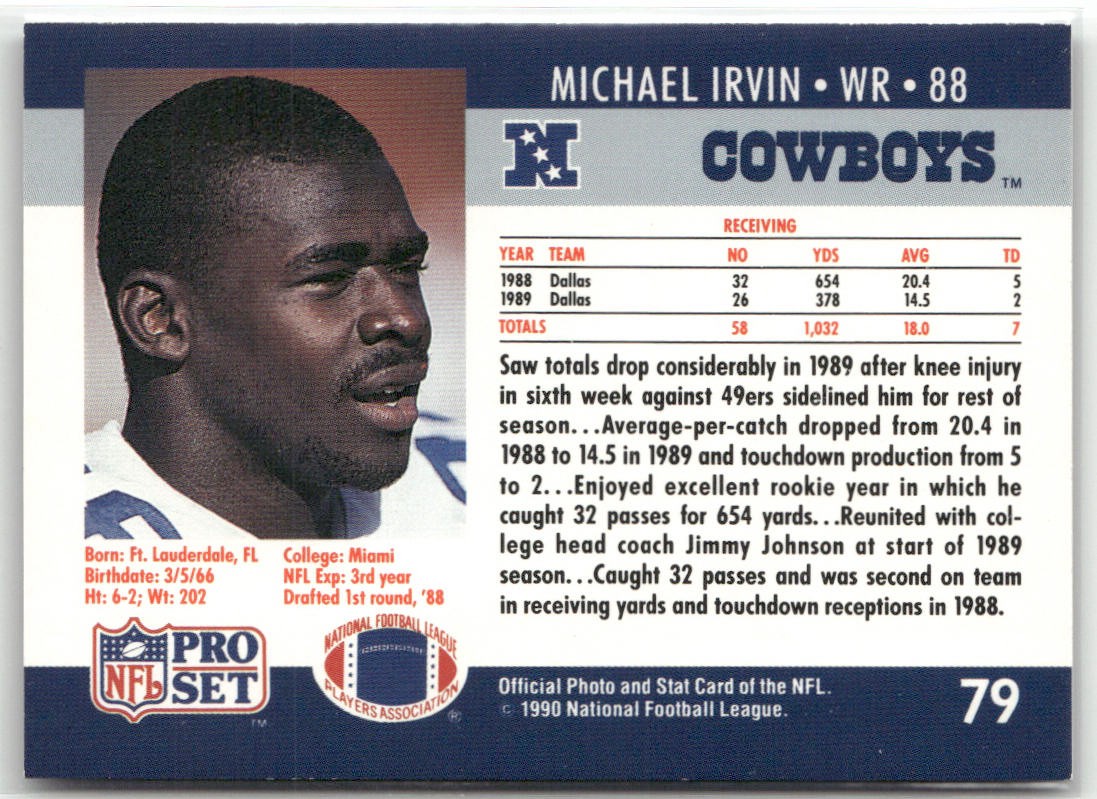 MICHAEL IRVIN • WR • 88
N
COWBOYS TM
RECEIVING
YEAR TEAM NO YDS AVG TD
1988 Dallas 32 654 20.4 5
1989 Dallas 26 378 14.5 2
TOTALS 58 1,032 18.0 7
Saw totals drop considerably in 1989 after knee injury
in sixth week against 49ers sidelined him for rest of
season...Average-per-catch dropped from 20.4 in
1988 to 14.5 in 1989 and touchdown production from 5
to 2...Enjoyed excellent rookie year in which he
caught 32 passes for 654 yards...Reunited with col-
lege head coach Jimmy Johnson at start of 1989
season...Caught 32 passes and was second on team
in receiving yards and touchdown receptions in 1988.
Born: Ft. Lauderdale, FL
Birthdate: 3/5/66
Ht: 6-2; Wt: 202
College: Miami
NFL Exp: 3rd year
Drafted 1st round, '88
NFL PRO SET TM
NATIONAL FOOTBALL LEAGUE
PLAYERS ASSOCIATION ®
Official Photo and Stat Card of the NFL.
© 1990 National Football League.
79